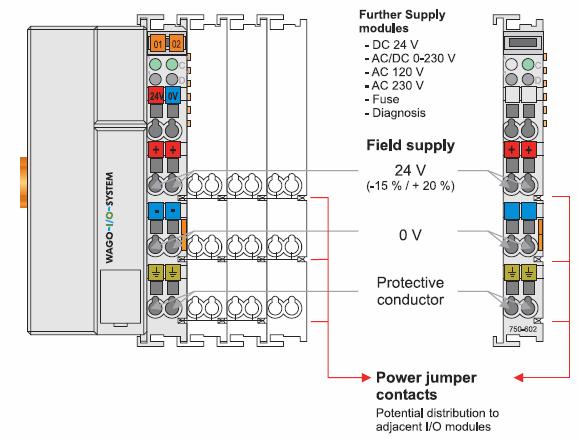 Further Supply
modules
- DC 24 V
- AC/DC 0-230 V
- AC 120 V
- AC 230 V
- Fuse
- Diagnosis
01 02
C C
D D
24V 0V
+ +
- -
WAGO-I/O-SYSTEM
Field supply
24 V
(-15 % / + 20 %)
0 V
Protective
conductor
C
D
+ +
750-602
Power jumper
contacts
Potential distribution to
adjacent I/O modules